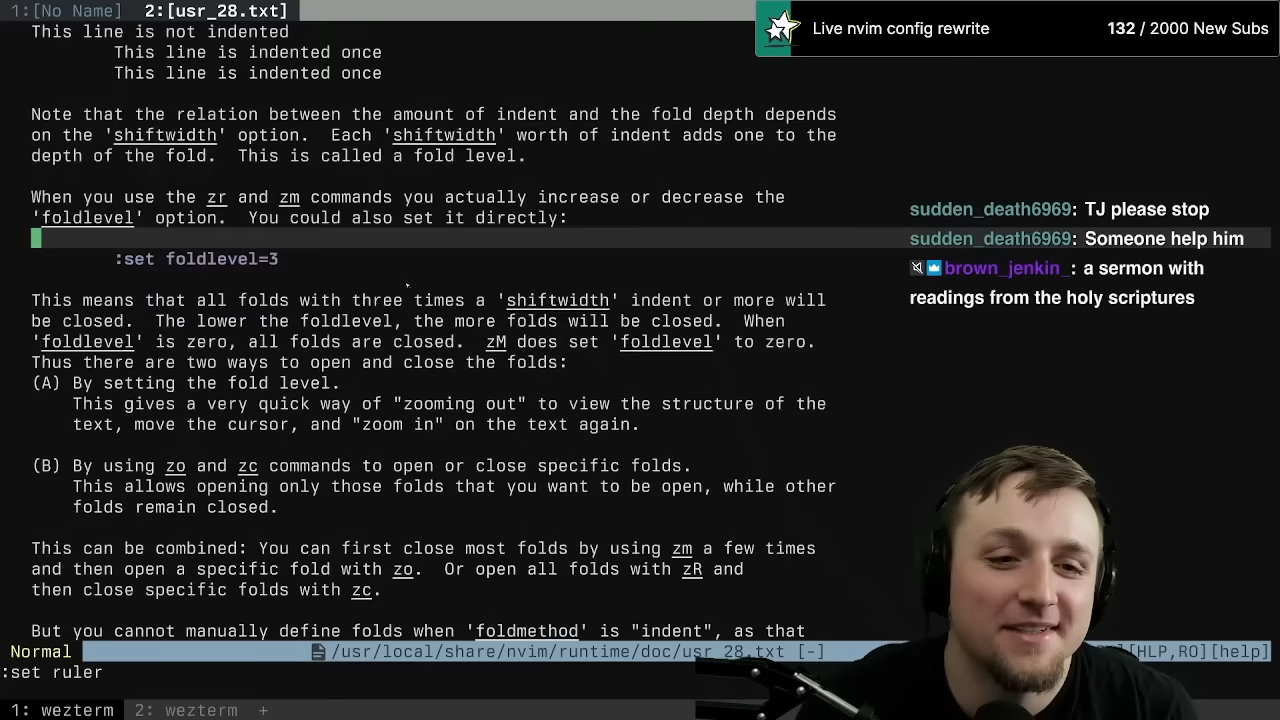 1:[No Name]  2:[usr_28.txt]
Live nvim config rewrite
132 / 2000 New Subs
This line is not indented
        This line is indented once
        This line is indented once
Note that the relation between the amount of indent and the fold depth depends
on the 'shiftwidth' option.  Each 'shiftwidth' worth of indent adds one to the
depth of the fold.  This is called a fold level.
When you use the zr and zm commands you actually increase or decrease the
'foldlevel' option.  You could also set it directly:
        :set foldlevel=3
This means that all folds with three times a 'shiftwidth' indent or more will
be closed.  The lower the foldlevel, the more folds will be closed.  When
'foldlevel' is zero, all folds are closed.  zM does set 'foldlevel' to zero.
Thus there are two ways to open and close the folds:
(A) By setting the fold level.
    This gives a very quick way of "zooming out" to view the structure of the
    text, move the cursor, and "zoom in" on the text again.
(B) By using zo and zc commands to open or close specific folds.
    This allows opening only those folds that you want to be open, while other
    folds remain closed.
This can be combined: You can first close most folds by using zm a few times
and then open a specific fold with zo.  Or open all folds with zR and
then close specific folds with zc.
But you cannot manually define folds when 'foldmethod' is "indent", as that
sudden_death6969: TJ please stop
sudden_death6969: Someone help him
brown_jenkin_: a sermon with
readings from the holy scriptures
Normal  /usr/local/share/nvim/runtime/doc/usr_28.txt [-]  [HLP,RO][help]
:set ruler
1: wezterm  2: wezterm  +